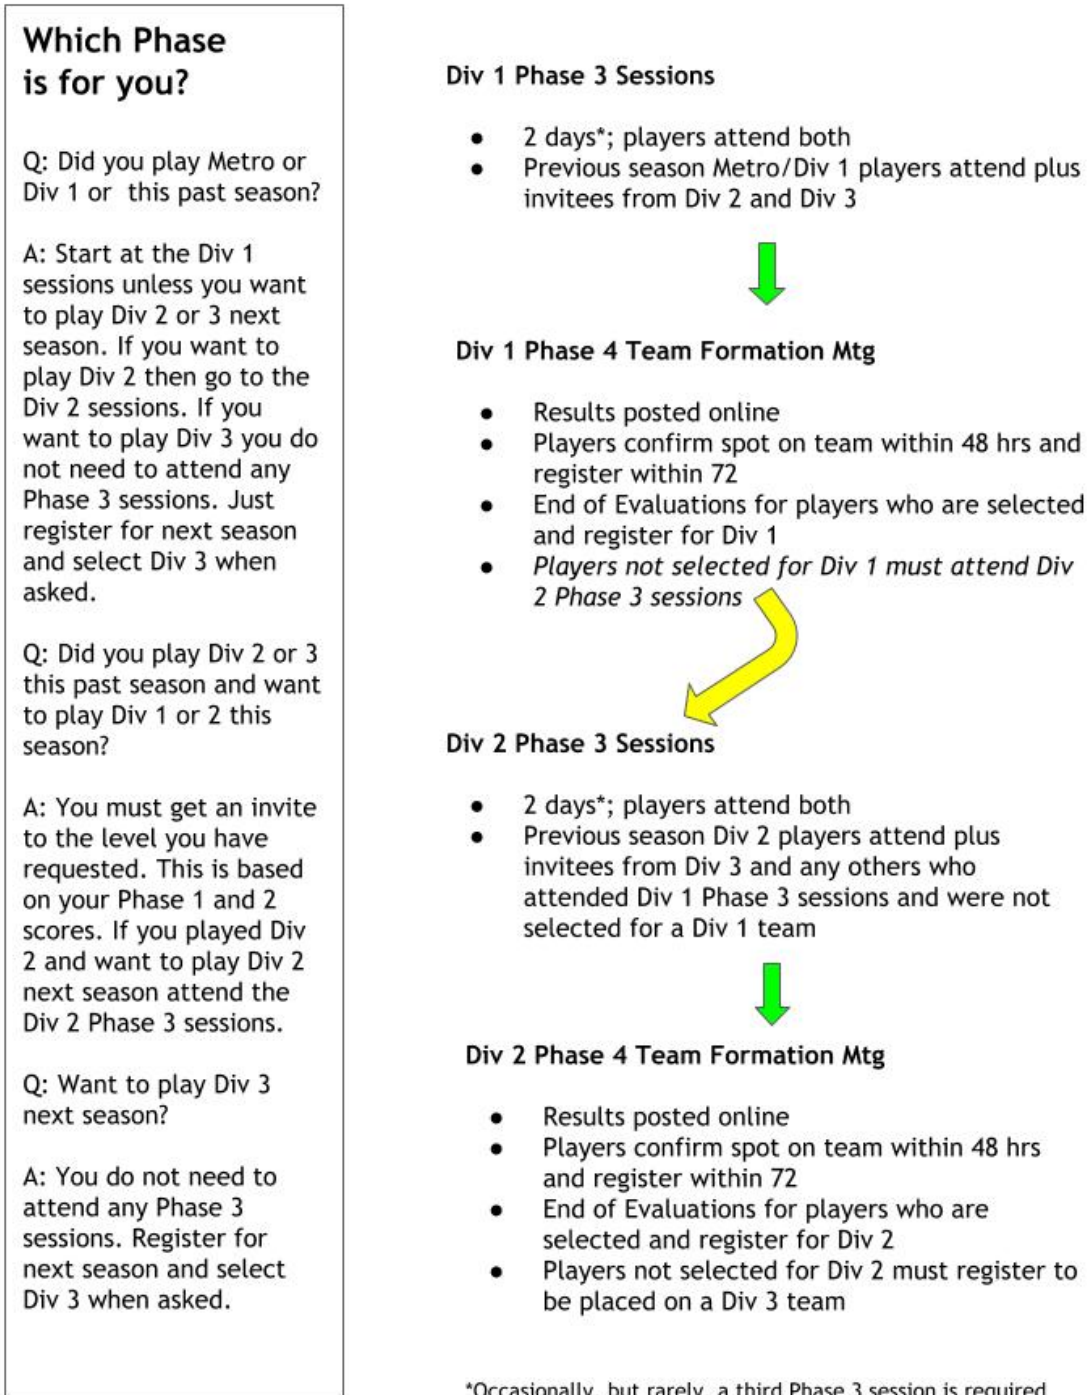 Which Phase
is for you?
Q: Did you play Metro or
Div 1 or  this past season?
A: Start at the Div 1
sessions unless you want
to play Div 2 or 3 next
season. If you want to
play Div 2 then go to the
Div 2 sessions. If you
want to play Div 3 you do
not need to attend any
Phase 3 sessions. Just
register for next season
and select Div 3 when
asked.
Q: Did you play Div 2 or 3
this past season and want
to play Div 1 or 2 this
season?
A: You must get an invite
to the level you have
requested. This is based
on your Phase 1 and 2
scores. If you played Div
2 and want to play Div 2
next season attend the
Div 2 Phase 3 sessions.
Q: Want to play Div 3
next season?
A: You do not need to
attend any Phase 3
sessions. Register for
next season and select
Div 3 when asked.
Div 1 Phase 3 Sessions
● 2 days*; players attend both
● Previous season Metro/Div 1 players attend plus
invitees from Div 2 and Div 3
Div 1 Phase 4 Team Formation Mtg
● Results posted online
● Players confirm spot on team within 48 hrs and
register within 72
● End of Evaluations for players who are selected
and register for Div 1
● Players not selected for Div 1 must attend Div
2 Phase 3 sessions
Div 2 Phase 3 Sessions
● 2 days*; players attend both
● Previous season Div 2 players attend plus
invitees from Div 3 and any others who
attended Div 1 Phase 3 sessions and were not
selected for a Div 1 team
Div 2 Phase 4 Team Formation Mtg
● Results posted online
● Players confirm spot on team within 48 hrs
and register within 72
● End of Evaluations for players who are
selected and register for Div 2
● Players not selected for Div 2 must register to
be placed on a Div 3 team
*Occasionally, but rarely, a third Phase 3 session is required